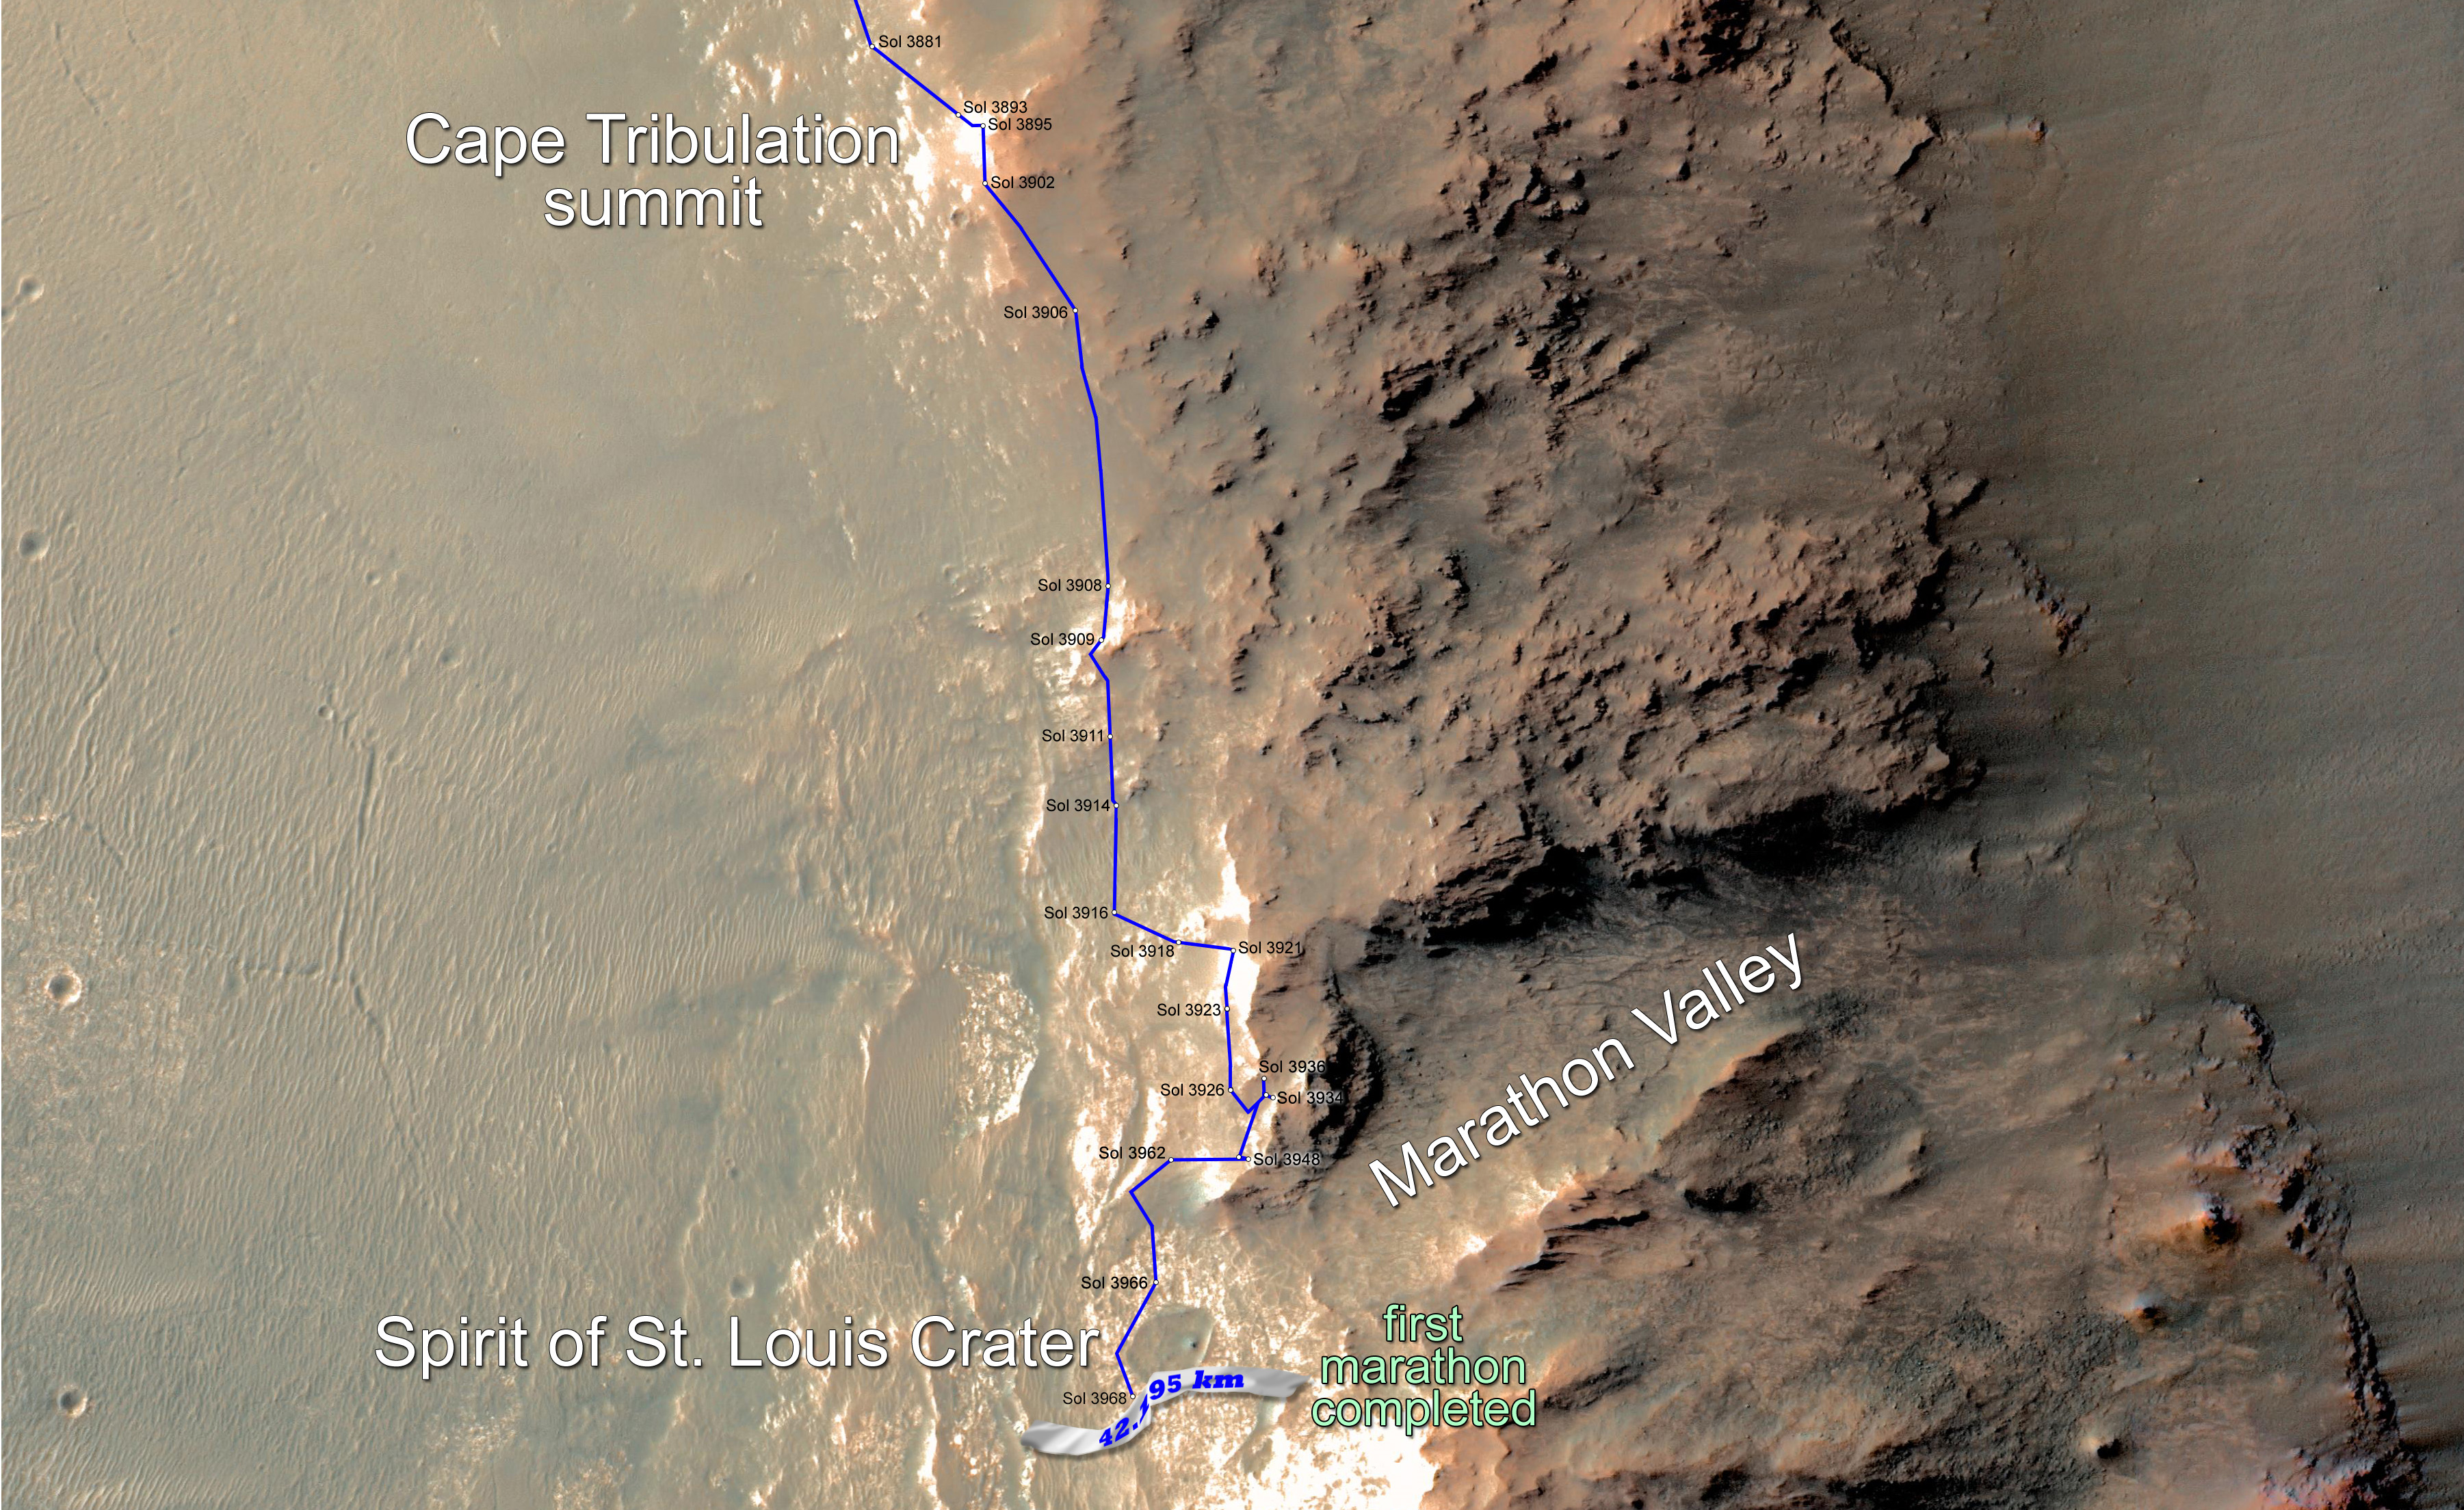 Sol 3881
Sol 3893
Sol 3895
Cape Tribulation
summit
Sol 3902
Sol 3906
Sol 3908
Sol 3909
Sol 3911
Sol 3914
Sol 3916
Sol 3918
Sol 3921
Sol 3923
Marathon Valley
Sol 3936
Sol 3926
Sol 3934
Sol 3962
Sol 3948
Sol 3966
Spirit of St. Louis Crater
first
marathon
completed
Sol 3968
42.195 km